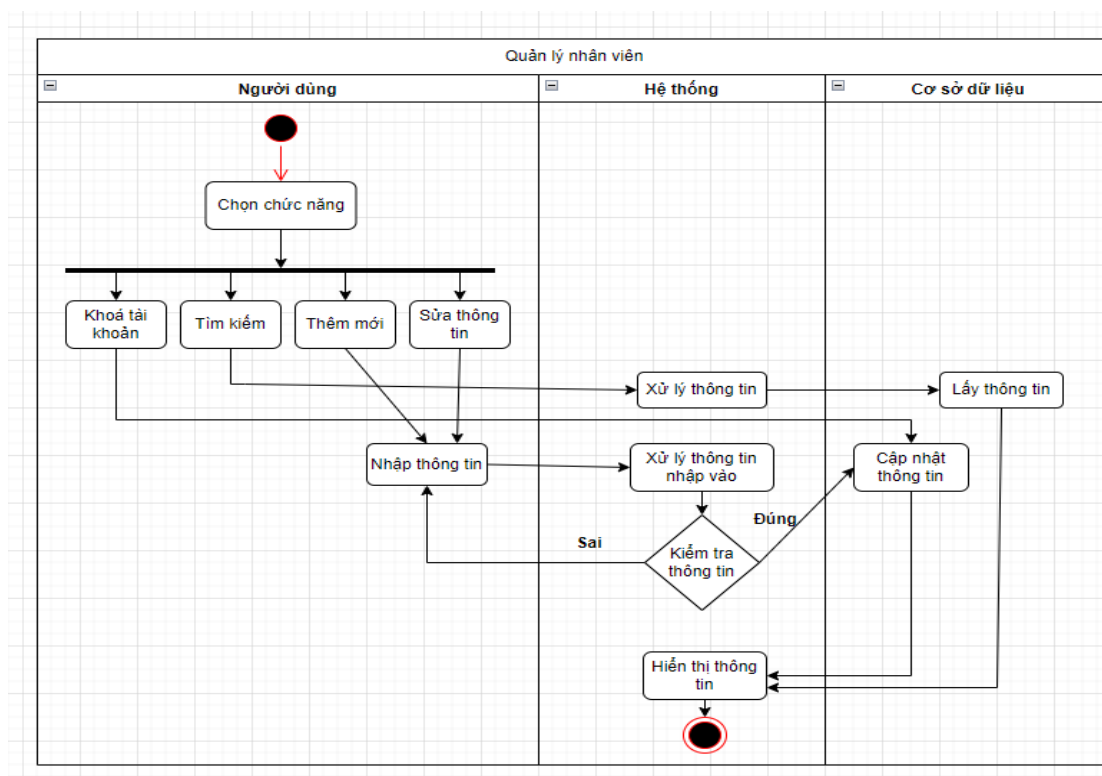 Quản lý nhân viên
Người dùng
Hệ thống
Cơ sở dữ liệu
Chọn chức năng
Khoá tài
khoản
Tìm kiếm
Thêm mới
Sửa thông
tin
Xử lý thông tin
Lấy thông tin
Nhập thông tin
Xử lý thông tin
nhập vào
Cập nhật
thông tin
Đúng
Sai
Kiểm tra
thông tin
Hiển thị thông
tin